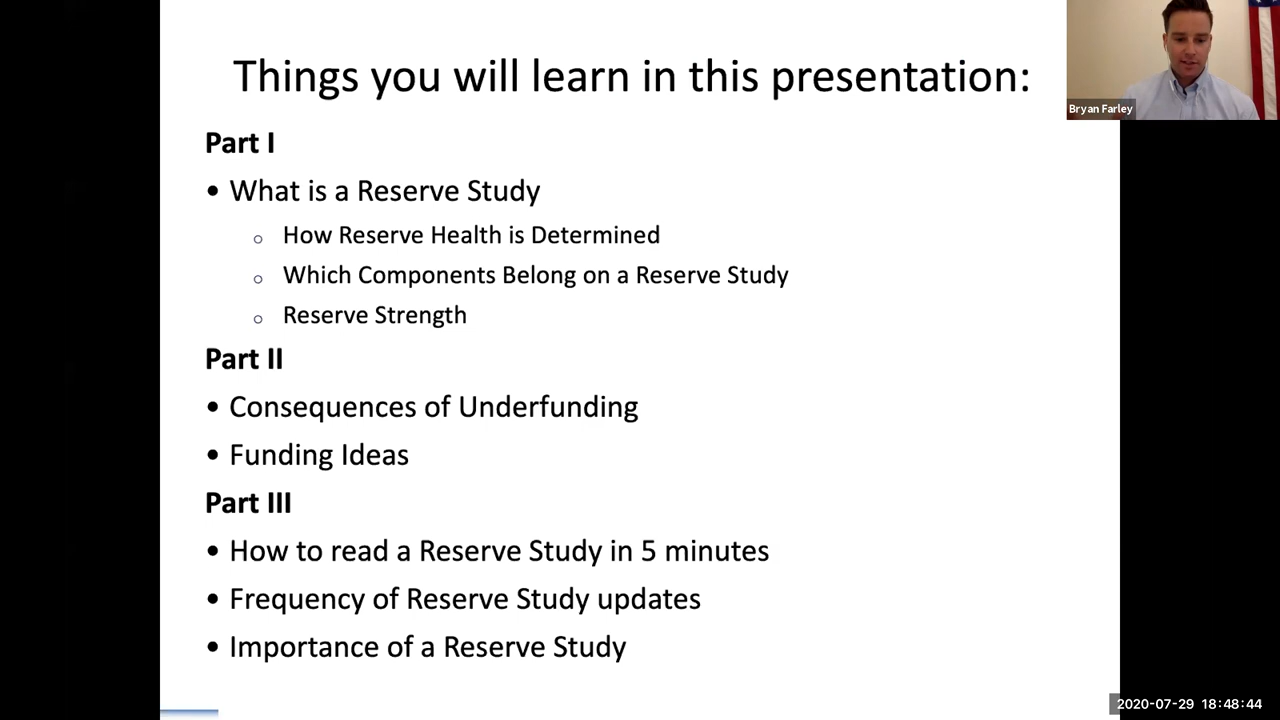 Things you will learn in this presentation:
Bryan Farley
Part I
• What is a Reserve Study
o How Reserve Health is Determined
o Which Components Belong on a Reserve Study
o Reserve Strength
Part II
• Consequences of Underfunding
• Funding Ideas
Part III
• How to read a Reserve Study in 5 minutes
• Frequency of Reserve Study updates
• Importance of a Reserve Study
2020-07-29 18:48:44